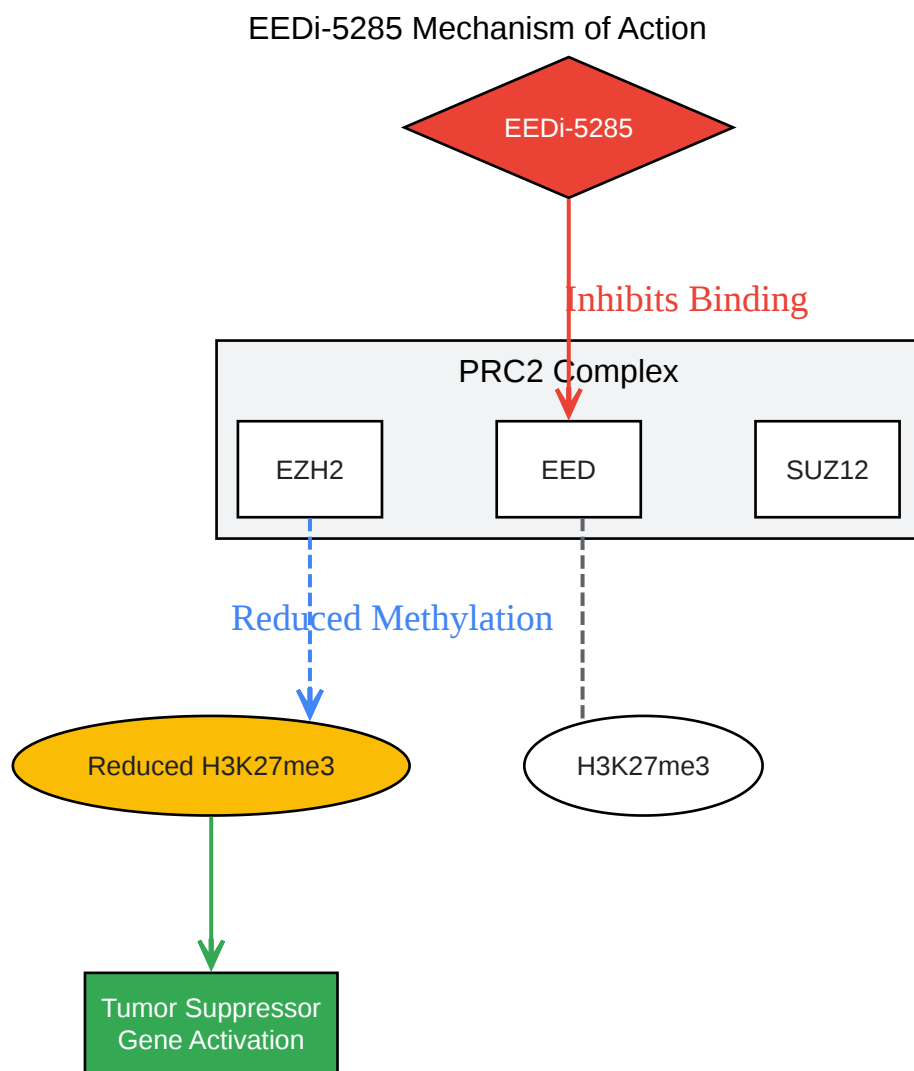 EEDi-5285 Mechanism of Action
EEDi-5285
Inhibits Binding
PRC2 Complex
EZH2
EED
SUZ12
Reduced Methylation
Reduced H3K27me3
H3K27me3
Tumor Suppressor
Gene Activation